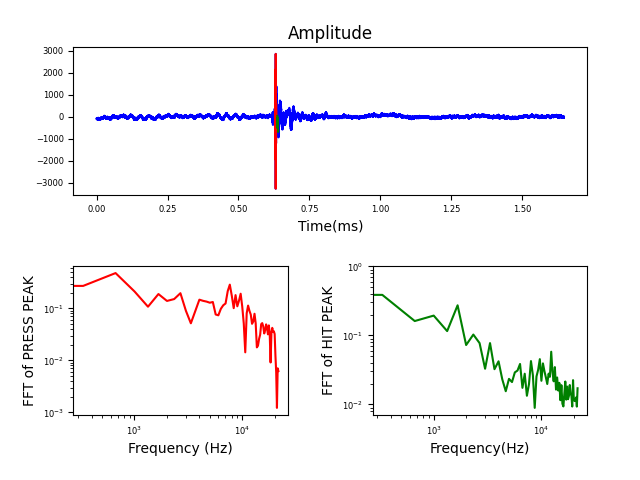 Amplitude
3000
2000
1000
0
−1000
−2000
−3000
0.00 0.25 0.50 0.75 1.00 1.25 1.50
Time(ms)
FFT of PRESS PEAK
10⁻¹
10⁻²
10⁻³
10³ 10⁴
Frequency (Hz)
FFT of HIT PEAK
10⁰
10⁻¹
10⁻²
10³ 10⁴
Frequency(Hz)